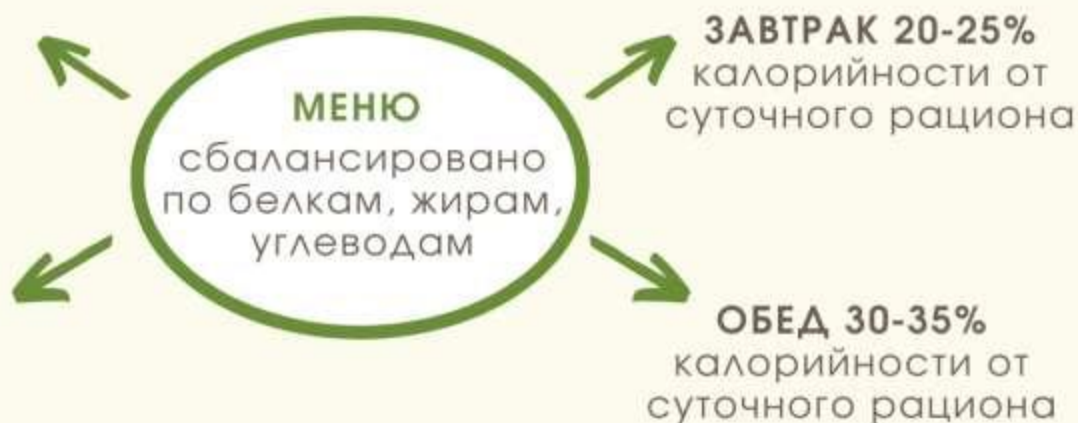 МЕНЮ
сбалансировано
по белкам, жирам,
углеводам
ЗАВТРАК 20-25%
калорийности от
суточного рациона
ОБЕД 30-35%
калорийности от
суточного рациона